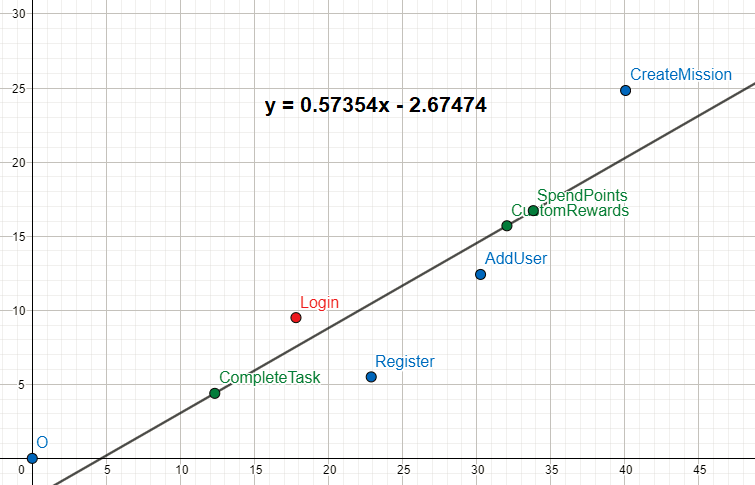 30
25
20
15
10
5
CreateMission
y = 0.57354x - 2.67474
SpendPoints
CustomRewards
AddUser
Login
Register
CompleteTask
O
0 5 10 15 20 25 30 35 40 45